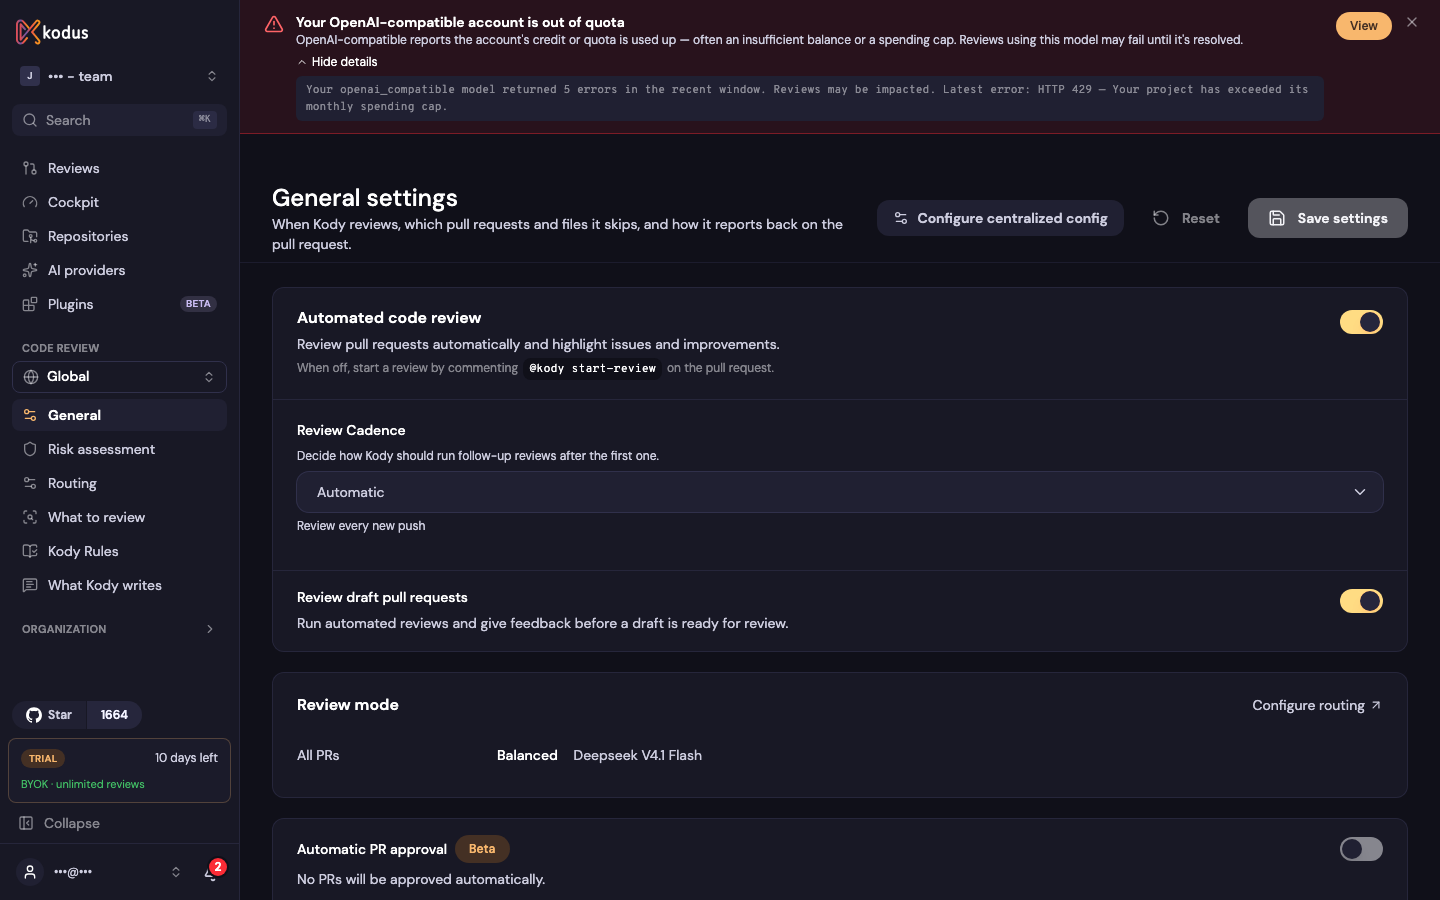 kodus
J
••• - team
Search
⌘K
Reviews
Cockpit
Repositories
AI providers
Plugins
BETA
CODE REVIEW
Global
General
Risk assessment
Routing
What to review
Kody Rules
What Kody writes
ORGANIZATION
Star
1664
TRIAL
10 days left
BYOK · unlimited reviews
Collapse
•••@•••
2
Your OpenAI-compatible account is out of quota
OpenAI-compatible reports the account's credit or quota is used up — often an insufficient balance or a spending cap. Reviews using this model may fail until it's resolved.
View
Hide details
Your openai_compatible model returned 5 errors in the recent window. Reviews may be impacted. Latest error: HTTP 429 — Your project has exceeded its
monthly spending cap.
General settings
When Kody reviews, which pull requests and files it skips, and how it reports back on the
pull request.
Configure centralized config
Reset
Save settings
Automated code review
Review pull requests automatically and highlight issues and improvements.
When off, start a review by commenting @kody start-review on the pull request.
Review Cadence
Decide how Kody should run follow-up reviews after the first one.
Automatic
Review every new push
Review draft pull requests
Run automated reviews and give feedback before a draft is ready for review.
Review mode
Configure routing
All PRs
Balanced
Deepseek V4.1 Flash
Automatic PR approval
Beta
No PRs will be approved automatically.